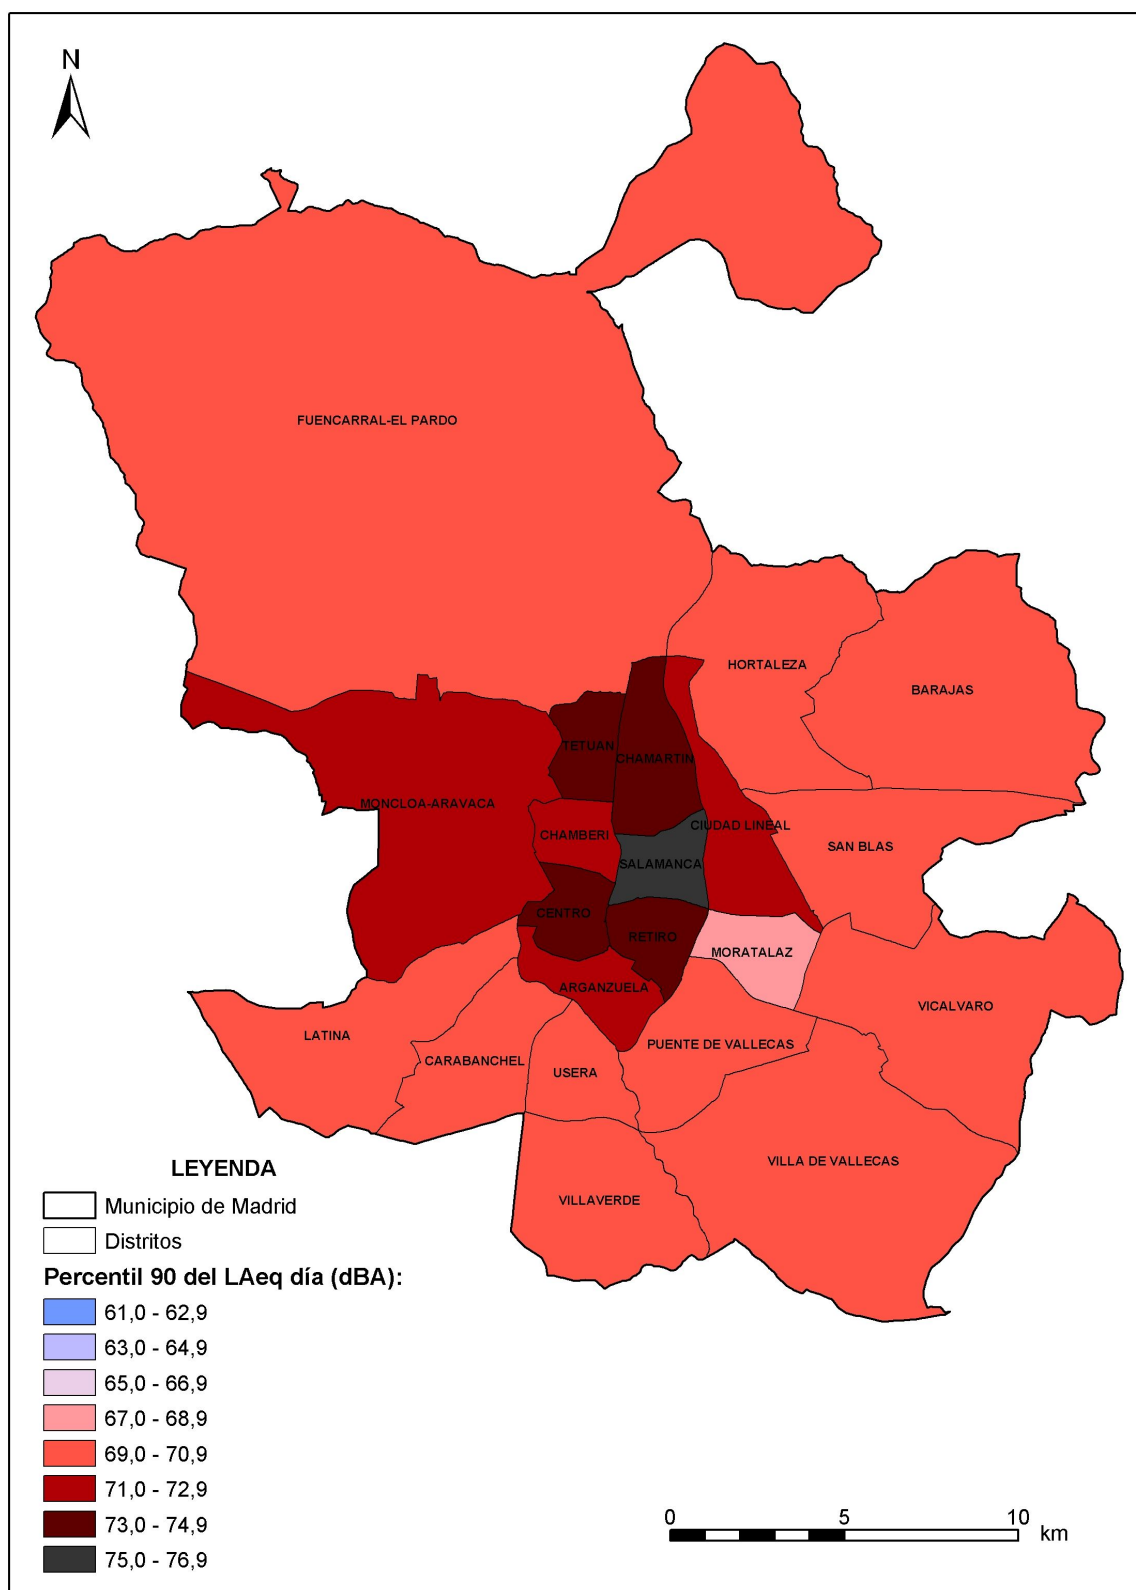 N
FUENCARRAL-EL PARDO
HORTALEZA
BARAJAS
TETUAN
CHAMARTIN
MONCLOA-ARAVACA
CIUDAD LINEAL
CHAMBERI
SAN BLAS
SALAMANCA
CENTRO
RETIRO
MORATALAZ
ARGANZUELA
VICALVARO
LATINA
PUENTE DE VALLECAS
CARABANCHEL
USERA
VILLA DE VALLECAS
VILLAVERDE
LEYENDA
Municipio de Madrid
Distritos
Percentil 90 del LAeq día (dBA):
61,0 - 62,9
63,0 - 64,9
65,0 - 66,9
67,0 - 68,9
69,0 - 70,9
71,0 - 72,9
73,0 - 74,9
75,0 - 76,9
0 5 10
km